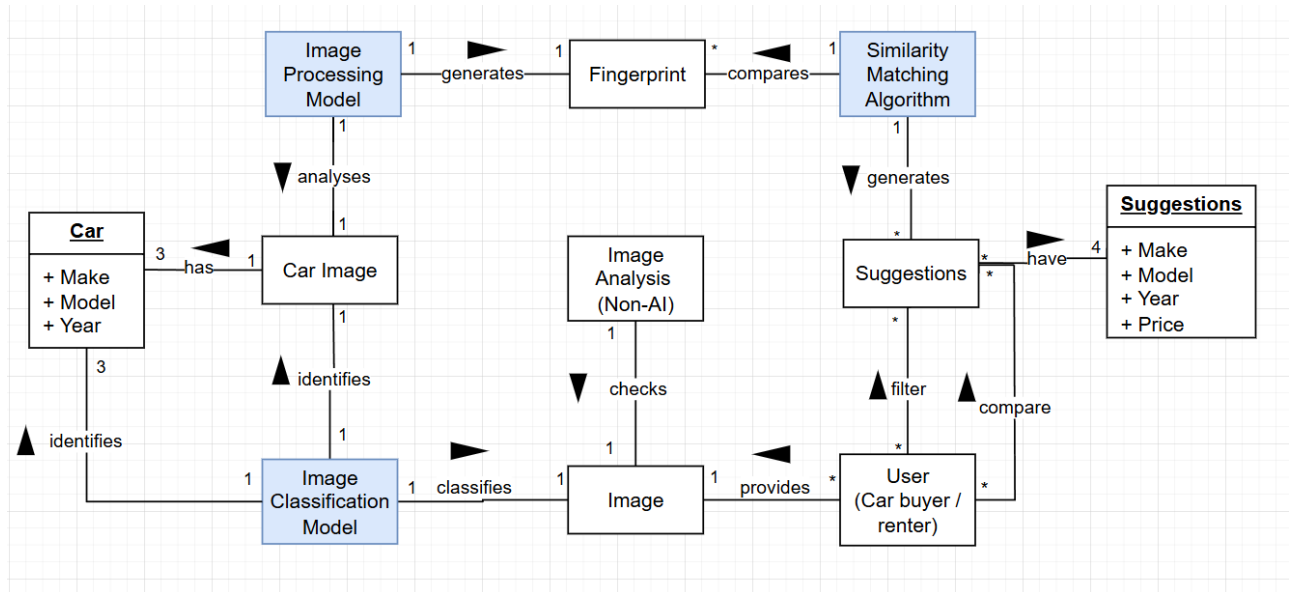 Image
Processing
Model
1
generates
1
Fingerprint
*
compares
1
Similarity
Matching
Algorithm
1
analyses
1
1
generates
*
Car
+ Make
+ Model
+ Year
3
has
1
Car Image
Image
Analysis
(Non-AI)
Suggestions
*
have
4
*
Suggestions
+ Make
+ Model
+ Year
+ Price
3
identifies
1
1
identifies
1
1
checks
1
*
filter
*
compare
*
Image
Classification
Model
1
classifies
1
Image
1
provides
*
User
(Car buyer /
renter)